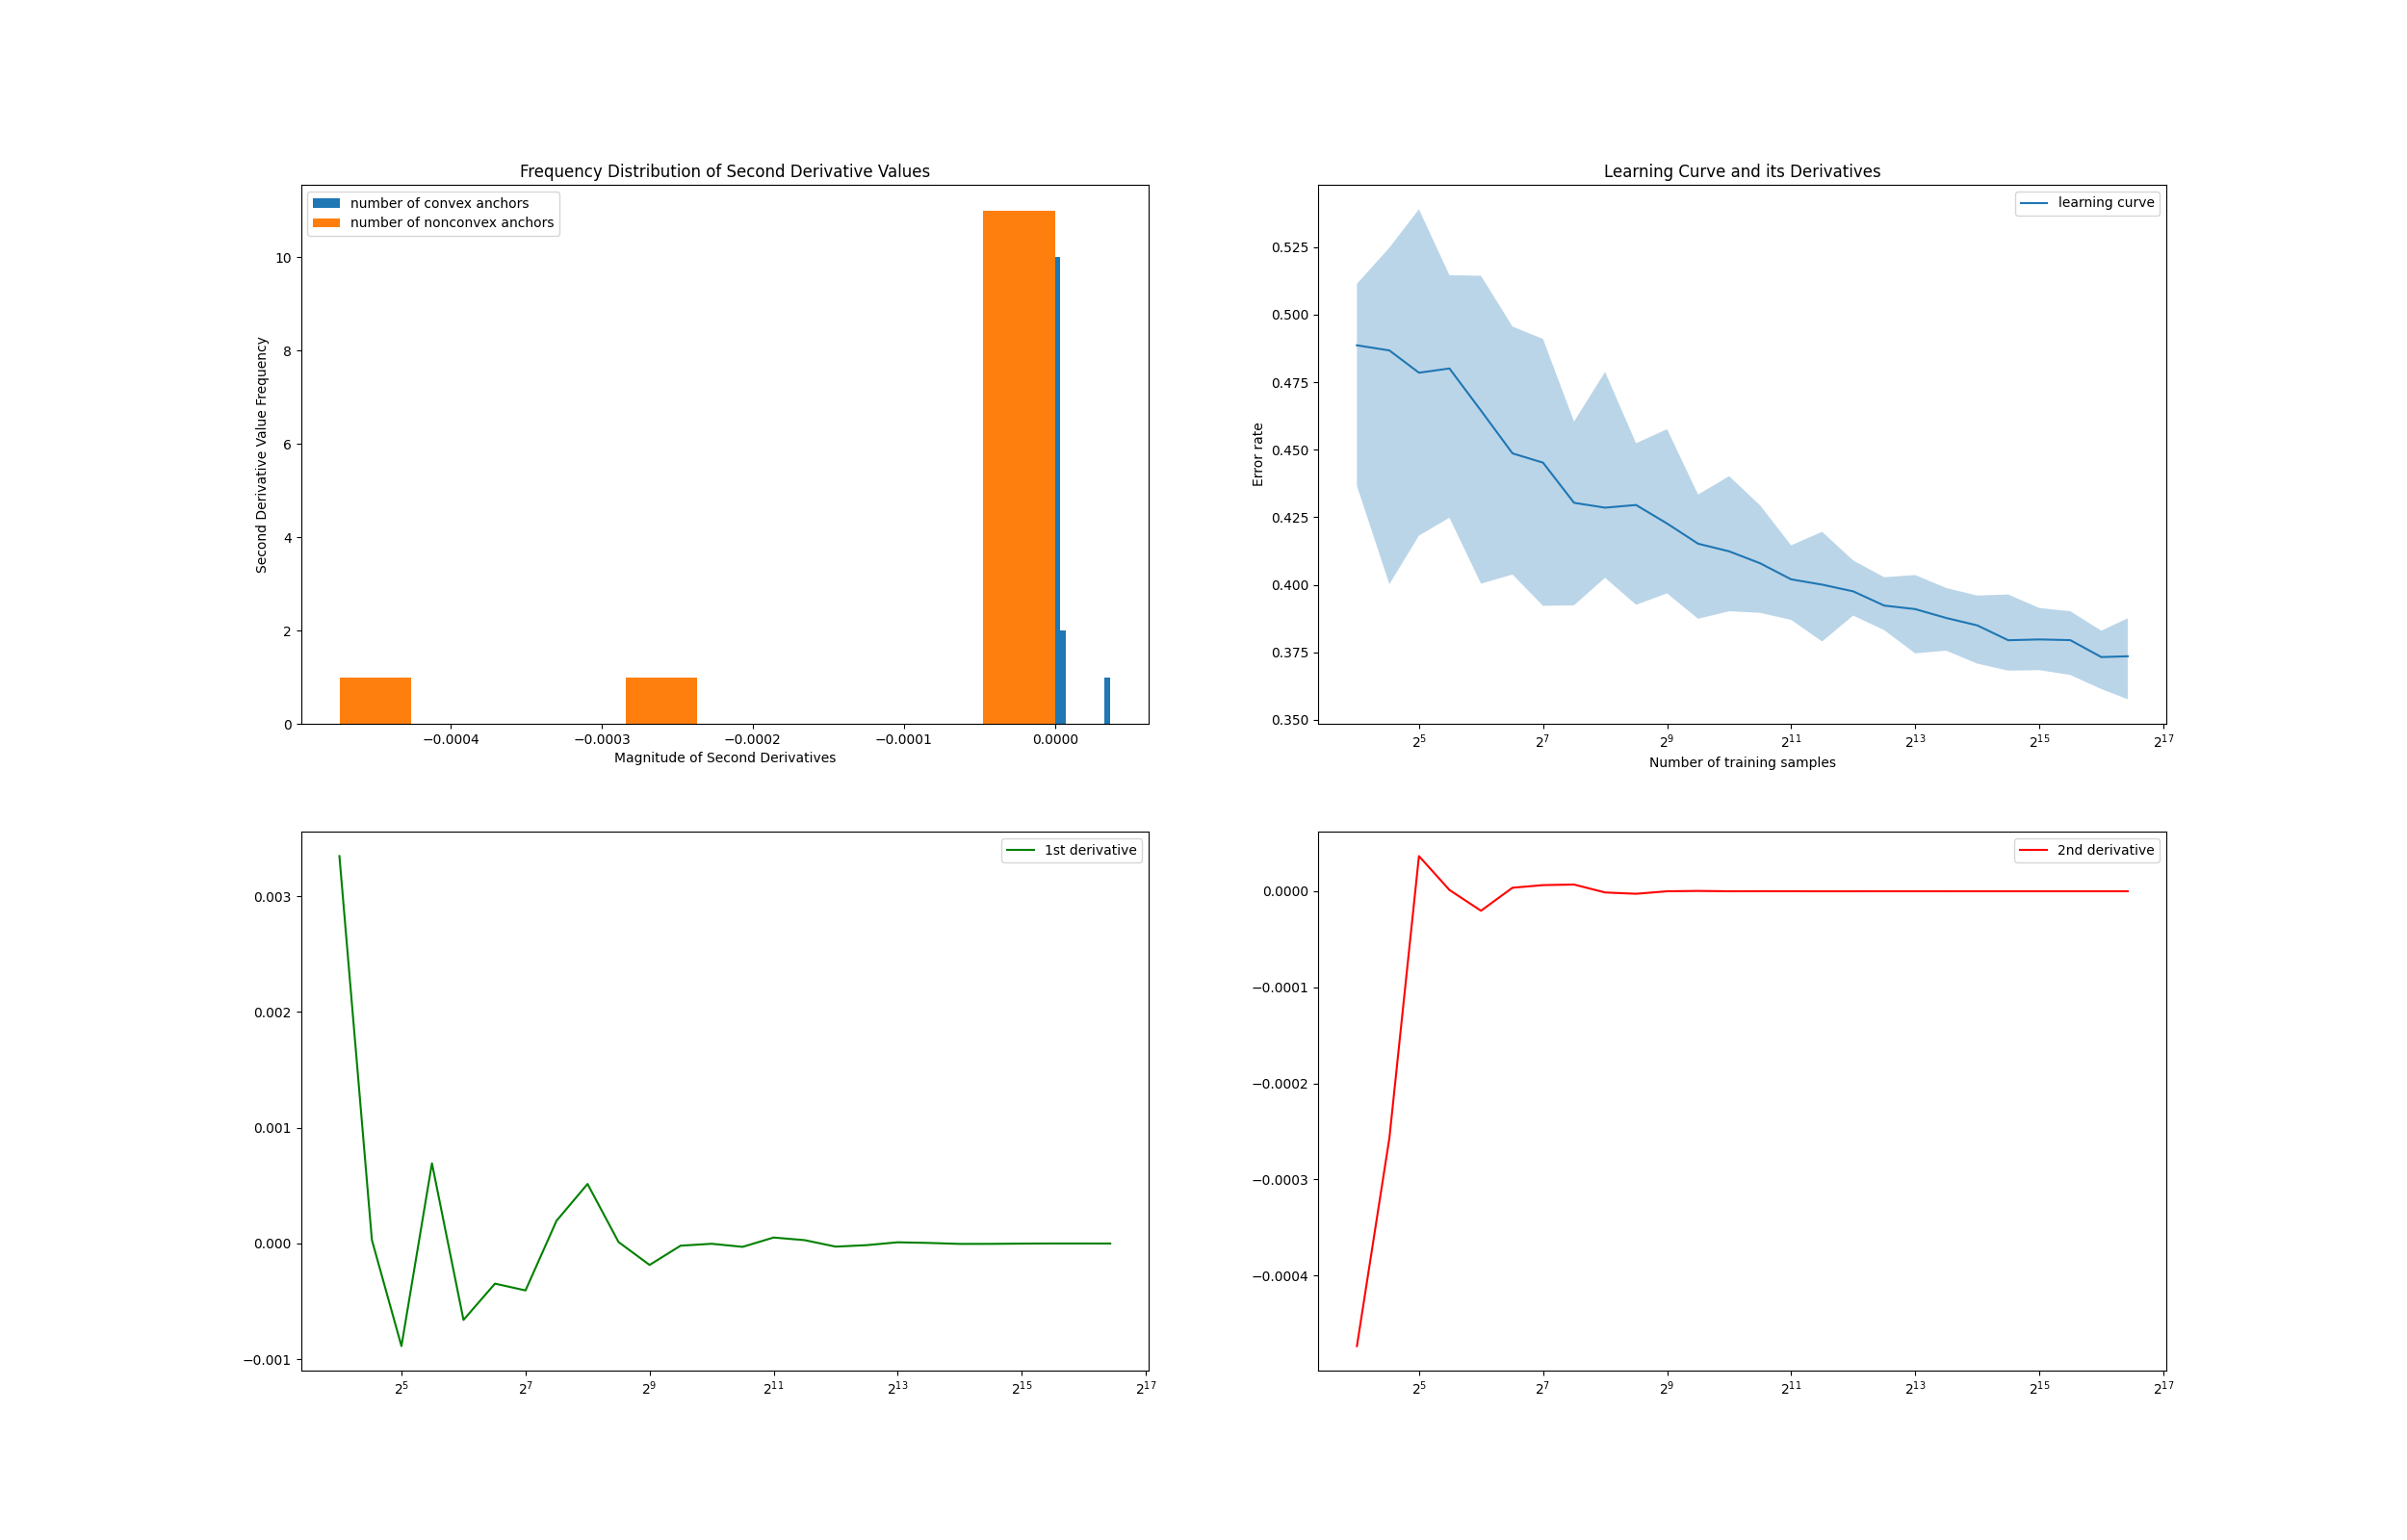 Frequency Distribution of Second Derivative Values
number of convex anchors
number of nonconvex anchors
10
8
6
4
2
0
Second Derivative Value Frequency
−0.0004 −0.0003 −0.0002 −0.0001 0.0000
Magnitude of Second Derivatives
Learning Curve and its Derivatives
learning curve
0.525
0.500
0.475
0.450
0.425
0.400
0.375
0.350
Error rate
2^5 2^7 2^9 2^11 2^13 2^15 2^17
Number of training samples
1st derivative
0.003
0.002
0.001
0.000
−0.001
2^5 2^7 2^9 2^11 2^13 2^15 2^17
2nd derivative
0.0000
−0.0001
−0.0002
−0.0003
−0.0004
2^5 2^7 2^9 2^11 2^13 2^15 2^17